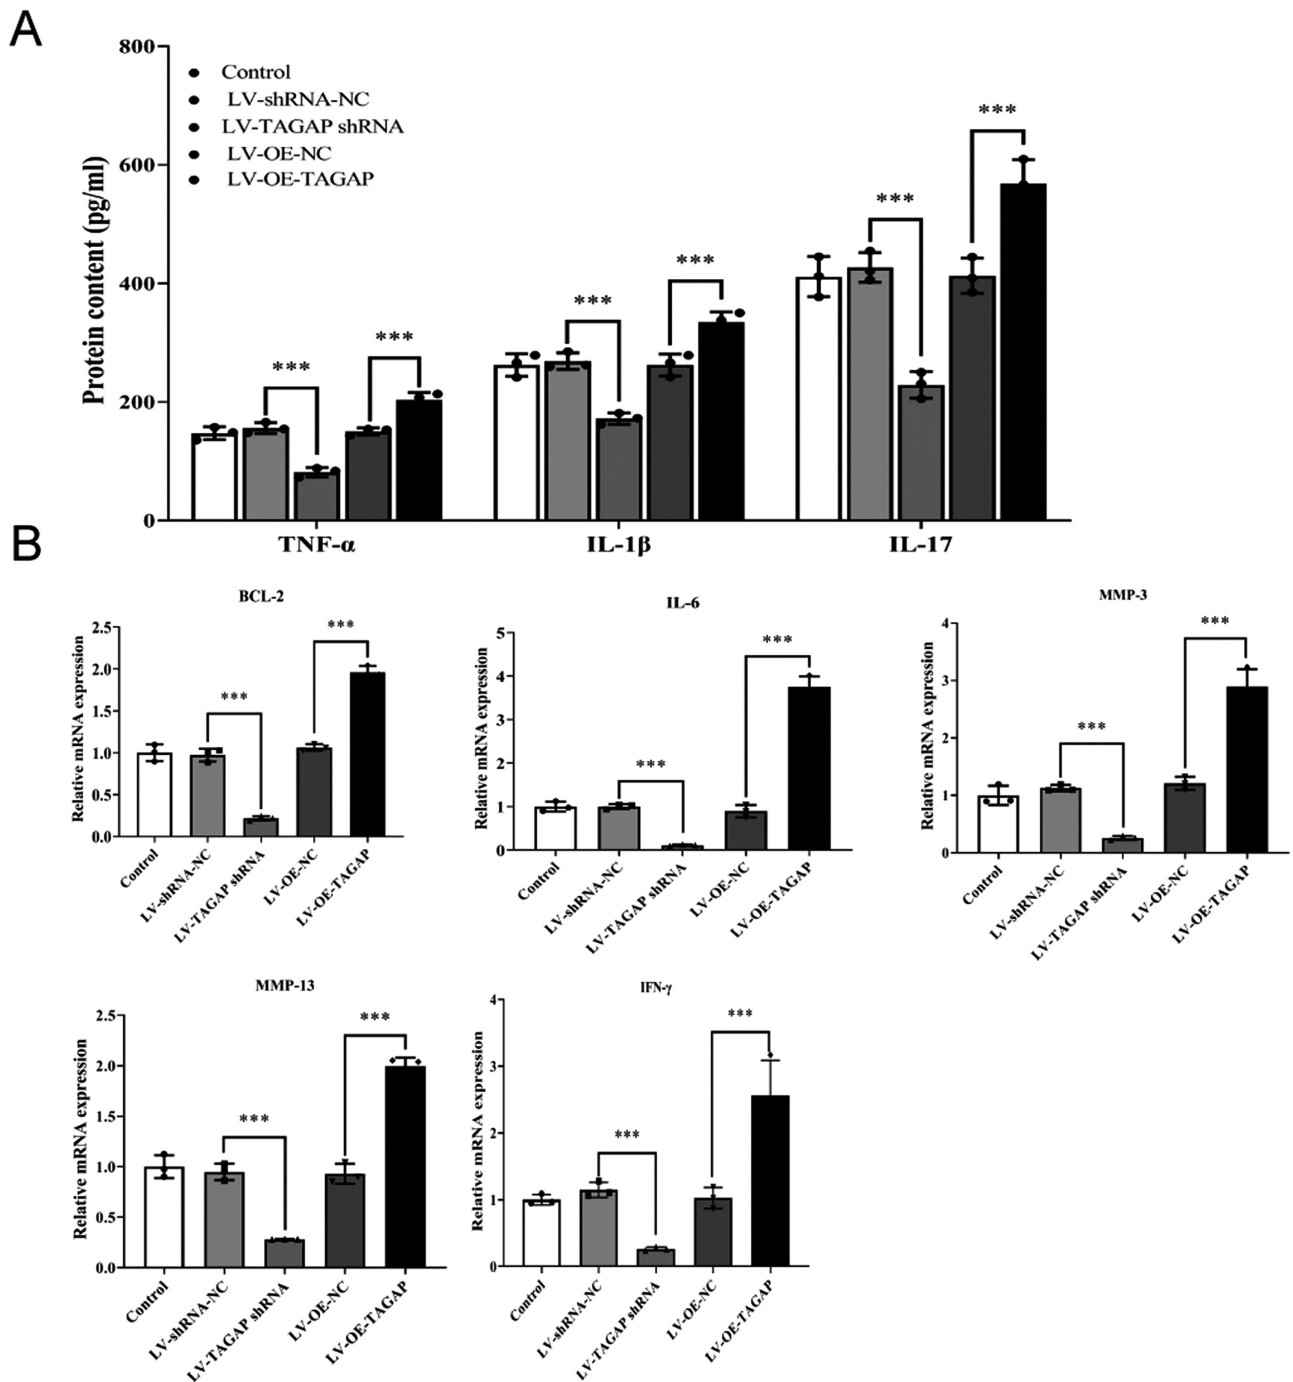 A
800
600
400
200
0
Protein content (pg/ml)
Control
LV-shRNA-NC
LV-TAGAP shRNA
LV-OE-NC
LV-OE-TAGAP
***
***
***
***
***
***
TNF-α
IL-1β
IL-17
B
BCL-2
Relative mRNA expression
2.5
2.0
1.5
1.0
0.5
0.0
***
***
Control
LV-shRNA-NC
LV-TAGAP shRNA
LV-OE-NC
LV-OE-TAGAP
IL-6
Relative mRNA expression
5
4
3
2
1
0
***
***
Control
LV-shRNA-NC
LV-TAGAP shRNA
LV-OE-NC
LV-OE-TAGAP
MMP-3
Relative mRNA expression
4
3
2
1
0
***
***
Control
LV-shRNA-NC
LV-TAGAP shRNA
LV-OE-NC
LV-OE-TAGAP
MMP-13
Relative mRNA expression
2.5
2.0
1.5
1.0
0.5
0.0
***
***
Control
LV-shRNA-NC
LV-TAGAP shRNA
LV-OE-NC
LV-OE-TAGAP
IFN-γ
Relative mRNA expression
4
3
2
1
0
***
***
Control
LV-shRNA-NC
LV-TAGAP shRNA
LV-OE-NC
LV-OE-TAGAP